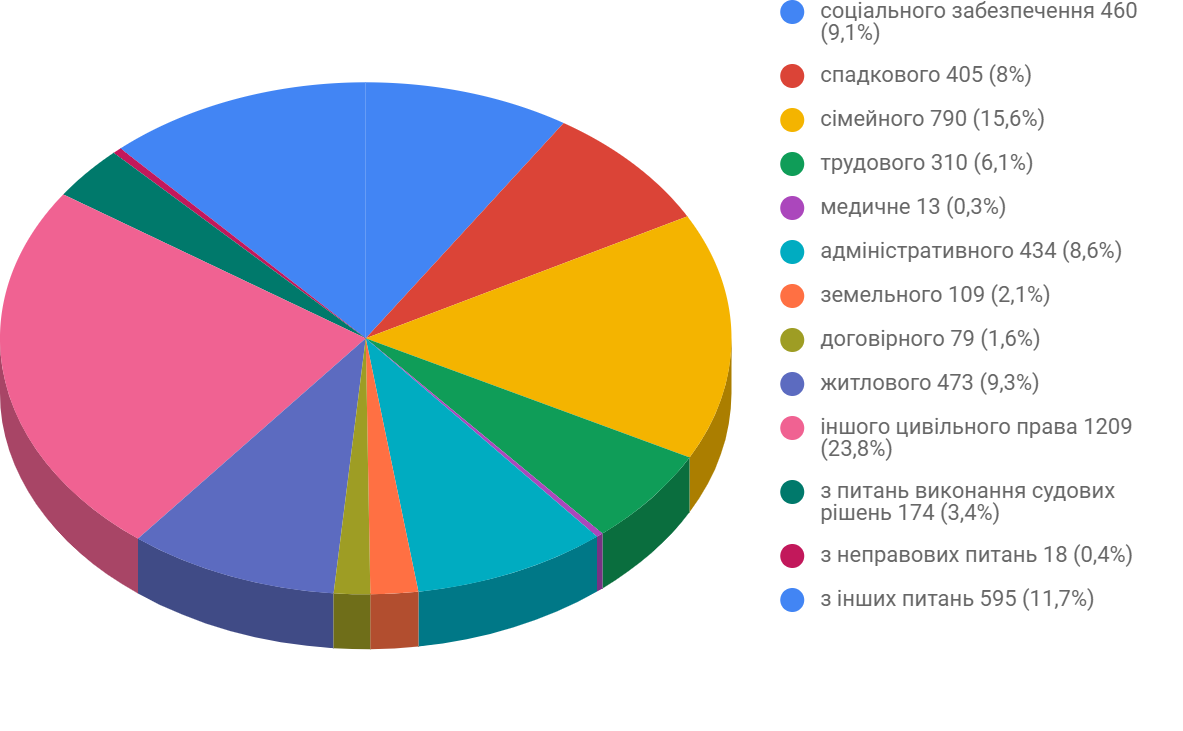 соціального забезпечення 460
(9,1%)
спадкового 405 (8%)
сімейного 790 (15,6%)
трудового 310 (6,1%)
медичне 13 (0,3%)
адміністративного 434 (8,6%)
земельного 109 (2,1%)
договірного 79 (1,6%)
житлового 473 (9,3%)
іншого цивільного права 1209
(23,8%)
з питань виконання судових
рішень 174 (3,4%)
з неправових питань 18 (0,4%)
з інших питань 595 (11,7%)